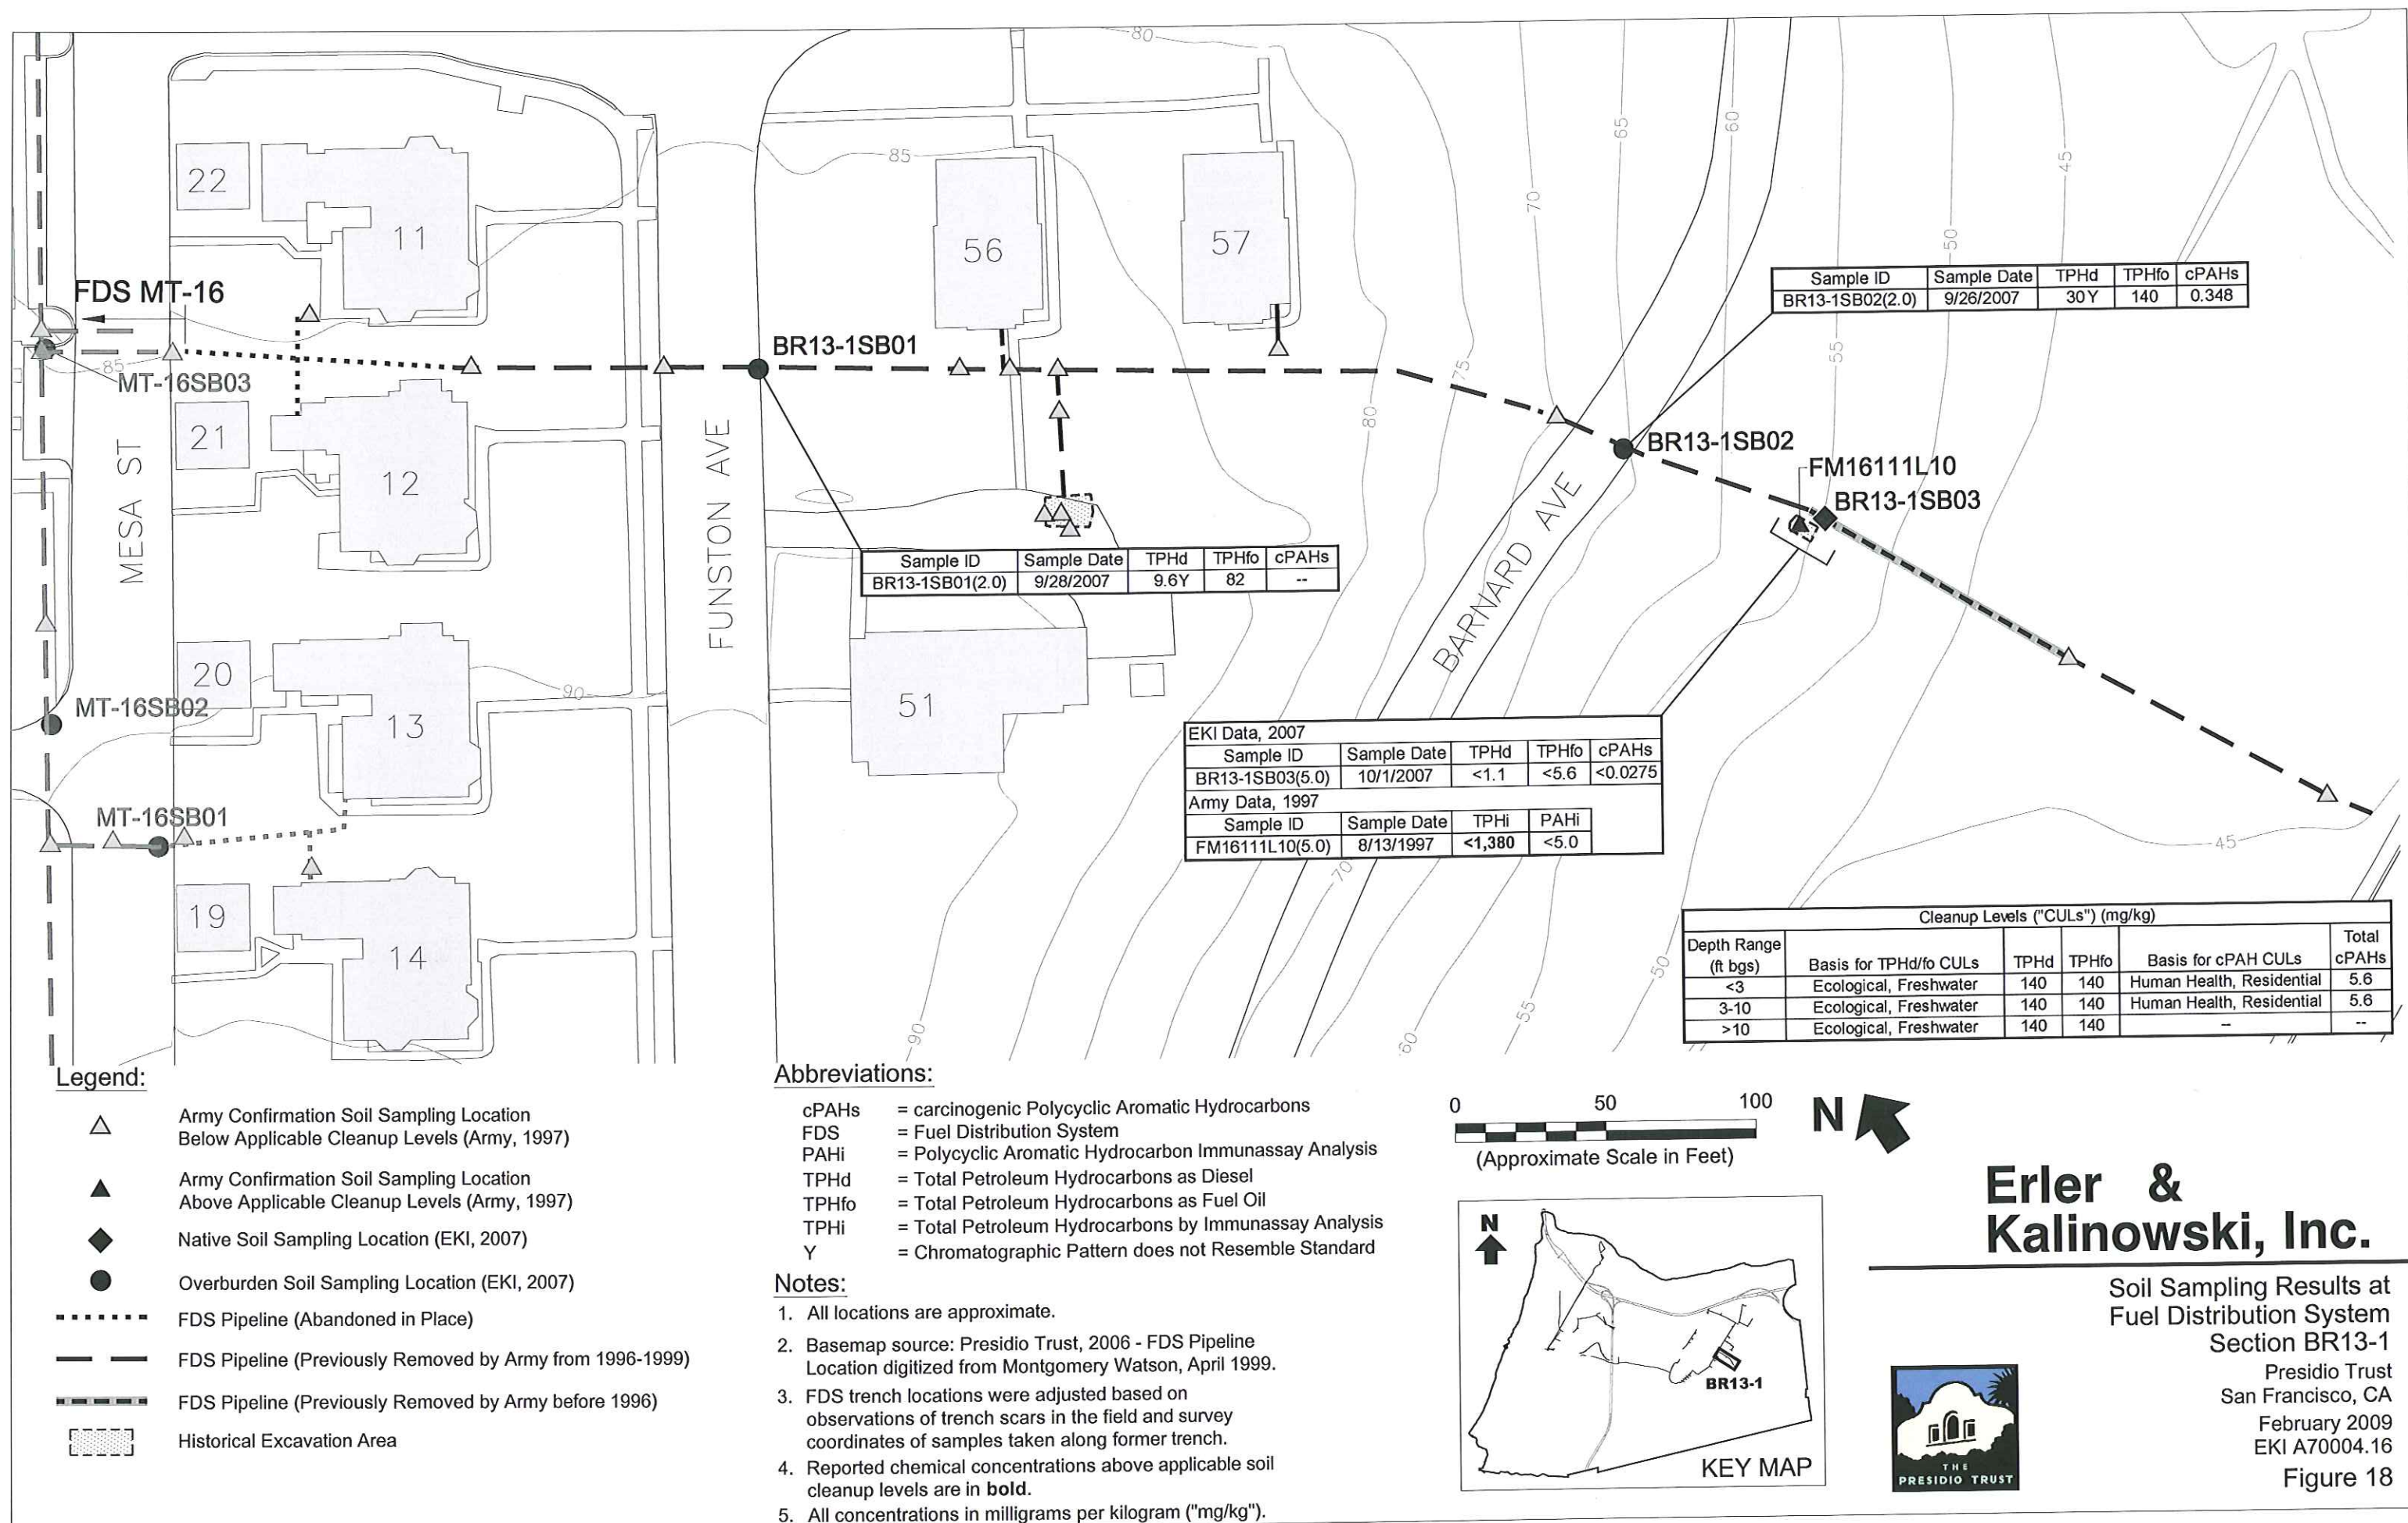 80
22
11
85
56
57
70
65
60
50
45
Sample ID Sample Date TPHd TPHfo cPAHs
BR13-1SB02(2.0) 9/26/2007 30Y 140 0.348
FDS MT-16
85
MT-16SB03
BR13-1SB01
75
80
55
BR13-1SB02
FM16111L10
BR13-1SB03
MESA ST
21
12
FUNSTON AVE
BARNARD AVE
Sample ID Sample Date TPHd TPHfo cPAHs
BR13-1SB01(2.0) 9/28/2007 9.6Y 82 --
20
90
51
MT-16SB02
13
EKI Data, 2007
Sample ID Sample Date TPHd TPHfo cPAHs
BR13-1SB03(5.0) 10/1/2007 <1.1 <5.6 <0.0275
Army Data, 1997
Sample ID Sample Date TPHi PAHi
FM16111L10(5.0) 8/13/1997 <1,380 <5.0
MT-16SB01
45
70
19
14
90
60
55
50
Cleanup Levels ("CULs") (mg/kg)
Depth Range (ft bgs) Basis for TPHd/fo CULs TPHd TPHfo Basis for cPAH CULs Total cPAHs
<3 Ecological, Freshwater 140 140 Human Health, Residential 5.6
3-10 Ecological, Freshwater 140 140 Human Health, Residential 5.6
>10 Ecological, Freshwater 140 140 -- --
Legend:
Army Confirmation Soil Sampling Location
Below Applicable Cleanup Levels (Army, 1997)
Army Confirmation Soil Sampling Location
Above Applicable Cleanup Levels (Army, 1997)
Native Soil Sampling Location (EKI, 2007)
Overburden Soil Sampling Location (EKI, 2007)
FDS Pipeline (Abandoned in Place)
FDS Pipeline (Previously Removed by Army from 1996-1999)
FDS Pipeline (Previously Removed by Army before 1996)
Historical Excavation Area
Abbreviations:
cPAHs = carcinogenic Polycyclic Aromatic Hydrocarbons
FDS = Fuel Distribution System
PAHi = Polycyclic Aromatic Hydrocarbon Immunassay Analysis
TPHd = Total Petroleum Hydrocarbons as Diesel
TPHfo = Total Petroleum Hydrocarbons as Fuel Oil
TPHi = Total Petroleum Hydrocarbons by Immunassay Analysis
Y = Chromatographic Pattern does not Resemble Standard
Notes:
1. All locations are approximate.
2. Basemap source: Presidio Trust, 2006 - FDS Pipeline
Location digitized from Montgomery Watson, April 1999.
3. FDS trench locations were adjusted based on
observations of trench scars in the field and survey
coordinates of samples taken along former trench.
4. Reported chemical concentrations above applicable soil
cleanup levels are in bold.
5. All concentrations in milligrams per kilogram ("mg/kg").
0 50 100
(Approximate Scale in Feet)
N
N
BR13-1
KEY MAP
Erler &
Kalinowski, Inc.
Soil Sampling Results at
Fuel Distribution System
Section BR13-1
Presidio Trust
San Francisco, CA
February 2009
EKI A70004.16
Figure 18
THE
PRESIDIO TRUST